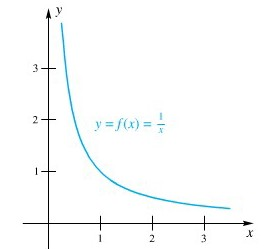 y
3
2
1
y = f(x) = 1/x
1 2 3
x